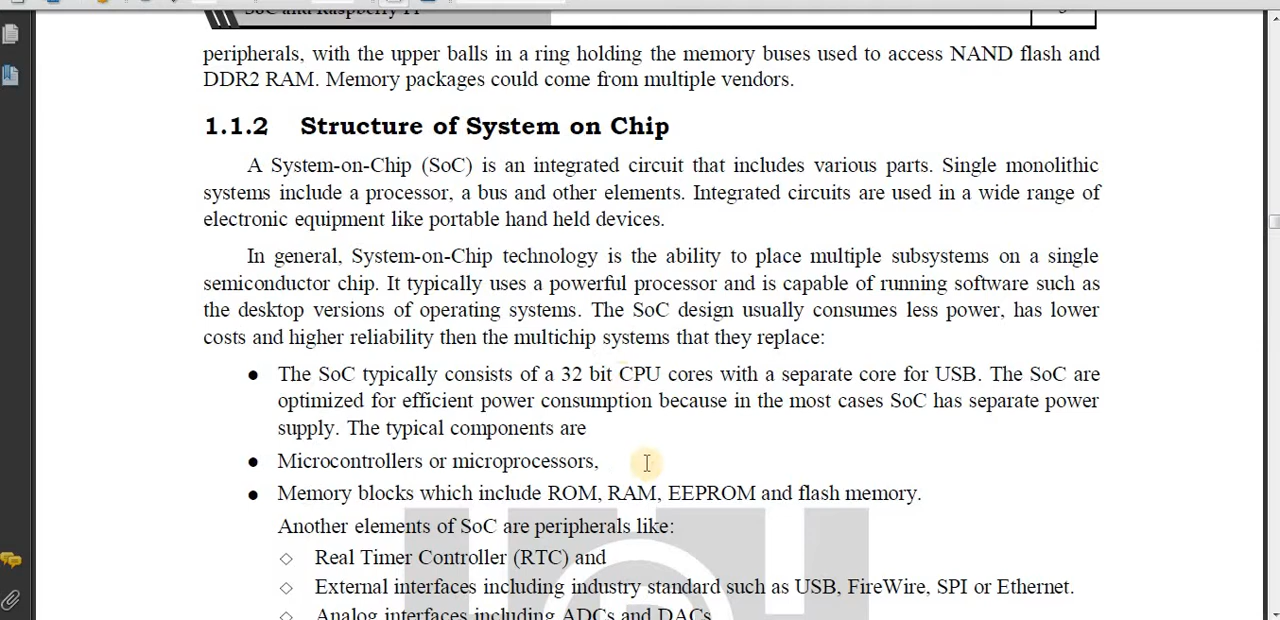 SoC and Raspberry Pi
peripherals, with the upper balls in a ring holding the memory buses used to access NAND flash and
DDR2 RAM. Memory packages could come from multiple vendors.
1.1.2 Structure of System on Chip
A System-on-Chip (SoC) is an integrated circuit that includes various parts. Single monolithic
systems include a processor, a bus and other elements. Integrated circuits are used in a wide range of
electronic equipment like portable hand held devices.
In general, System-on-Chip technology is the ability to place multiple subsystems on a single
semiconductor chip. It typically uses a powerful processor and is capable of running software such as
the desktop versions of operating systems. The SoC design usually consumes less power, has lower
costs and higher reliability then the multichip systems that they replace:
● The SoC typically consists of a 32 bit CPU cores with a separate core for USB. The SoC are
optimized for efficient power consumption because in the most cases SoC has separate power
supply. The typical components are
● Microcontrollers or microprocessors,
● Memory blocks which include ROM, RAM, EEPROM and flash memory.
Another elements of SoC are peripherals like:
◇ Real Timer Controller (RTC) and
◇ External interfaces including industry standard such as USB, FireWire, SPI or Ethernet.
◇ Analog interfaces including ADCs and DACs